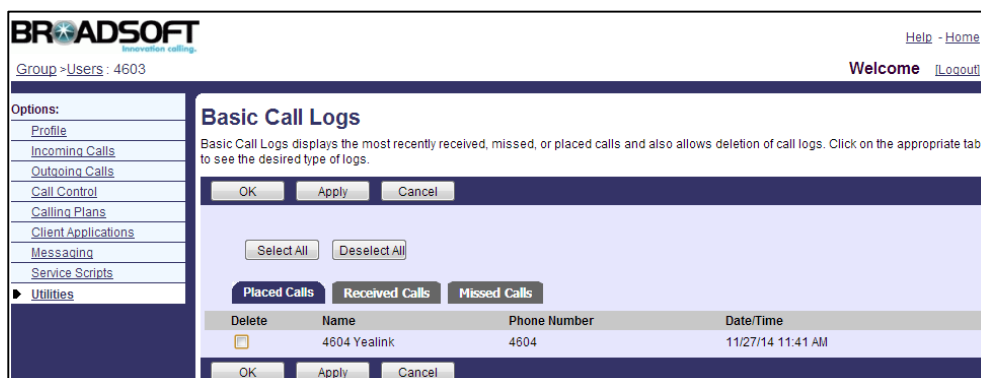 BROADSOFT
Innovation calling.
Help - Home
Group >Users : 4603
Welcome [Logout]
Options:
Profile
Incoming Calls
Outgoing Calls
Call Control
Calling Plans
Client Applications
Messaging
Service Scripts
Utilities
Basic Call Logs
Basic Call Logs displays the most recently received, missed, or placed calls and also allows deletion of call logs. Click on the appropriate tab
to see the desired type of logs.
OK Apply Cancel
Select All Deselect All
Placed Calls Received Calls Missed Calls
Delete Name Phone Number Date/Time
4604 Yealink 4604 11/27/14 11:41 AM
OK Apply Cancel